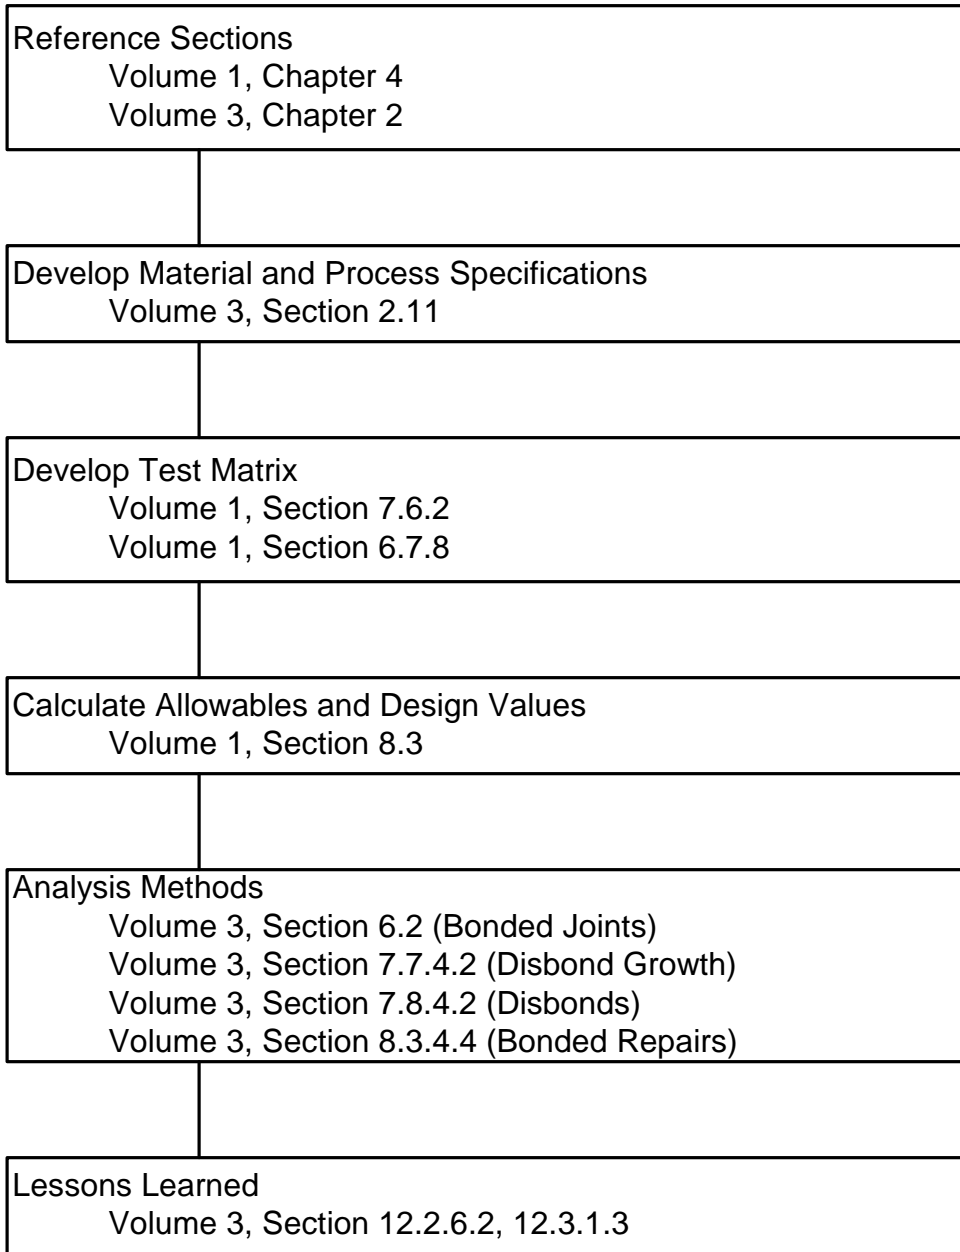 Reference Sections
Volume 1, Chapter 4
Volume 3, Chapter 2
Develop Material and Process Specifications
Volume 3, Section 2.11
Develop Test Matrix
Volume 1, Section 7.6.2
Volume 1, Section 6.7.8
Calculate Allowables and Design Values
Volume 1, Section 8.3
Analysis Methods
Volume 3, Section 6.2 (Bonded Joints)
Volume 3, Section 7.7.4.2 (Disbond Growth)
Volume 3, Section 7.8.4.2 (Disbonds)
Volume 3, Section 8.3.4.4 (Bonded Repairs)
Lessons Learned
Volume 3, Section 12.2.6.2, 12.3.1.3